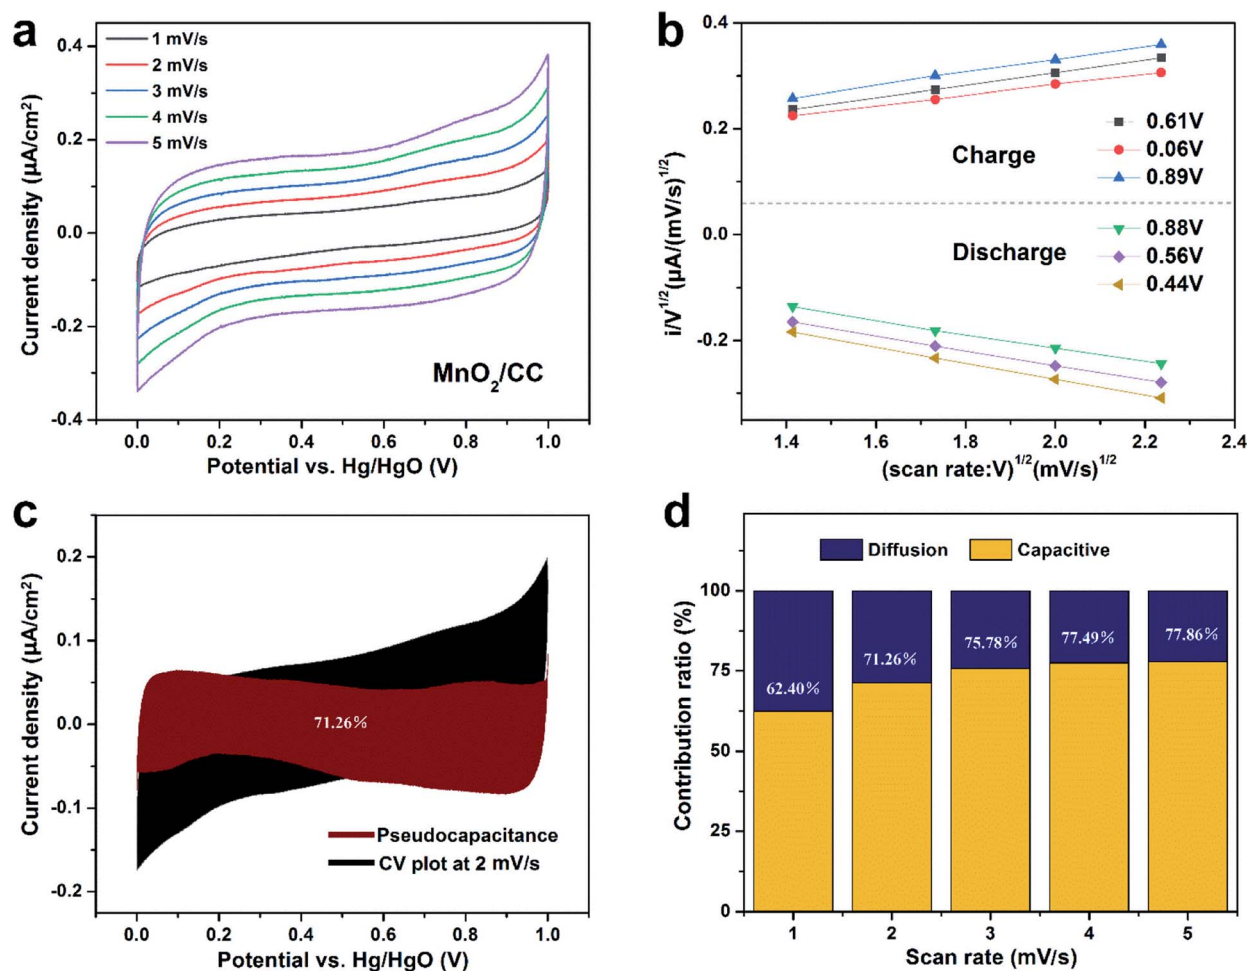 a
0.4
0.2
0.0
-0.2
-0.4
Current density (μA/cm²)
1 mV/s
2 mV/s
3 mV/s
4 mV/s
5 mV/s
MnO₂/CC
0.0 0.2 0.4 0.6 0.8 1.0
Potential vs. Hg/HgO (V)
b
0.4
0.2
0.0
-0.2
i/V^1/2 (μA/(mV/s)^1/2)
Charge
0.61V
0.06V
0.89V
Discharge
0.88V
0.56V
0.44V
1.4 1.6 1.8 2.0 2.2 2.4
(scan rate:V)^1/2 (mV/s)^1/2
c
0.2
0.1
0.0
-0.1
-0.2
Current density (μA/cm²)
71.26%
Pseudocapacitance
CV plot at 2 mV/s
0.0 0.2 0.4 0.6 0.8 1.0
Potential vs. Hg/HgO (V)
d
Diffusion Capacitive
100
75
50
25
0
Contribution ratio (%)
62.40% 71.26% 75.78% 77.49% 77.86%
1 2 3 4 5
Scan rate (mV/s)